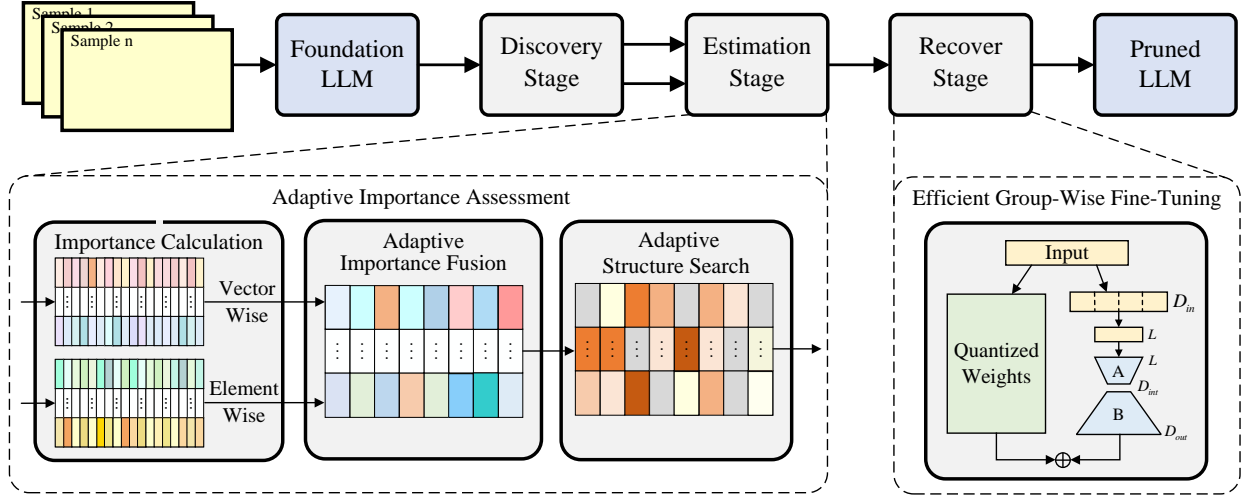 Sample 1
Sample 2
Sample n
Foundation
LLM
Discovery
Stage
Estimation
Stage
Recover
Stage
Pruned
LLM
Adaptive Importance Assessment
Importance Calculation
Vector
Wise
Element
Wise
Adaptive
Importance Fusion
Adaptive
Structure Search
Efficient Group-Wise Fine-Tuning
Input
D_in
L
Quantized
Weights
L
A
D_int
B
D_out